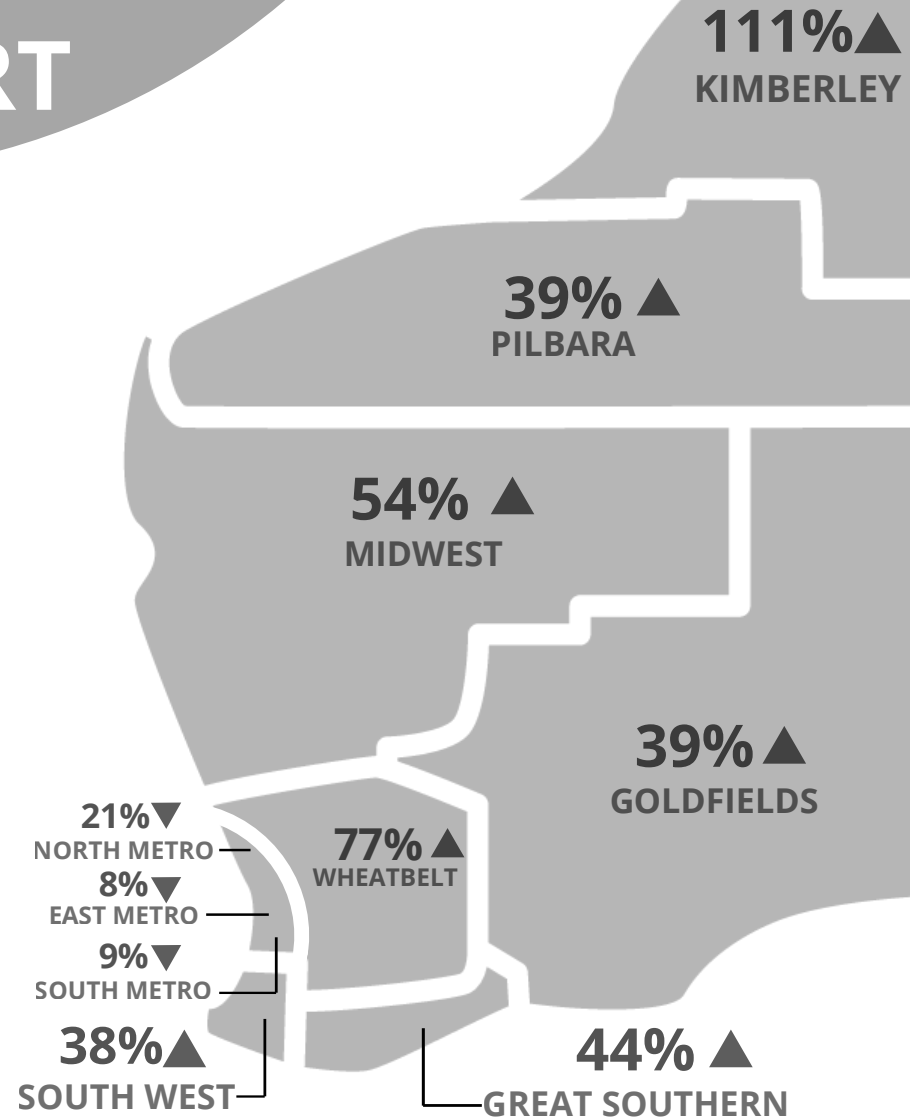 RT
111%▲
KIMBERLEY
39% ▲
PILBARA
54% ▲
MIDWEST
39% ▲
GOLDFIELDS
21%▼
NORTH METRO
77% ▲
WHEATBELT
8%▼
EAST METRO
9%▼
SOUTH METRO
38%▲
SOUTH WEST
44% ▲
GREAT SOUTHERN